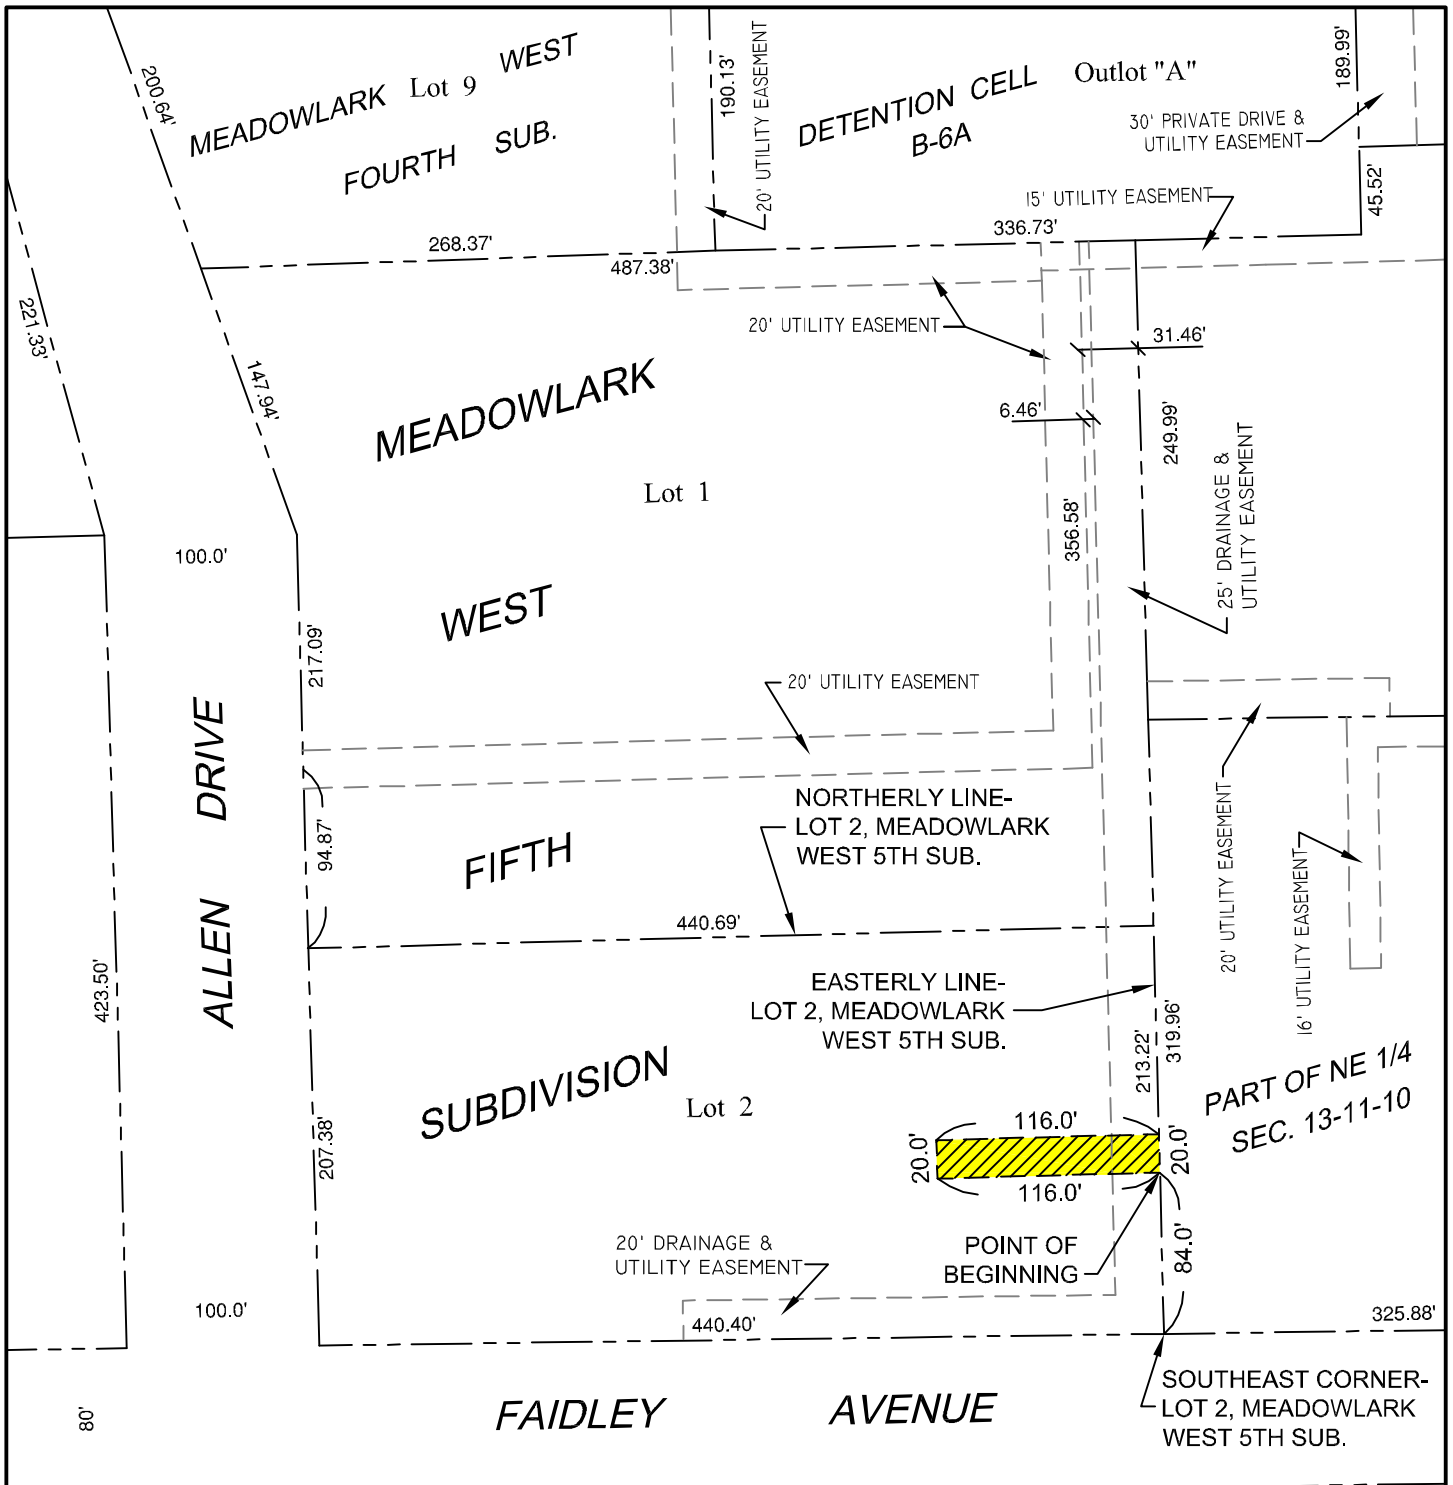 200.64'
MEADOWLARK WEST
Lot 9
FOURTH SUB.
190.13'
20' UTILITY EASEMENT
DETENTION CELL
B-6A
Outlot "A"
189.99'
30' PRIVATE DRIVE &
UTILITY EASEMENT
15' UTILITY EASEMENT
45.52'
268.37'
487.38'
336.73'
221.33'
147.94'
20' UTILITY EASEMENT
31.46'
6.46'
249.99'
MEADOWLARK
Lot 1
356.58'
25' DRAINAGE &
UTILITY EASEMENT
100.0'
WEST
217.09'
20' UTILITY EASEMENT
ALLEN DRIVE
94.87'
NORTHERLY LINE-
LOT 2, MEADOWLARK
WEST 5TH SUB.
FIFTH
20' UTILITY EASEMENT
16' UTILITY EASEMENT
440.69'
423.50'
EASTERLY LINE-
LOT 2, MEADOWLARK
WEST 5TH SUB.
213.22'
319.96'
PART OF NE 1/4
SEC. 13-11-10
SUBDIVISION
Lot 2
207.38'
116.0'
20.0'
20.0'
116.0'
84.0'
20' DRAINAGE &
UTILITY EASEMENT
POINT OF
BEGINNING
100.0'
440.40'
325.88'
SOUTHEAST CORNER-
LOT 2, MEADOWLARK
WEST 5TH SUB.
80'
FAIDLEY AVENUE